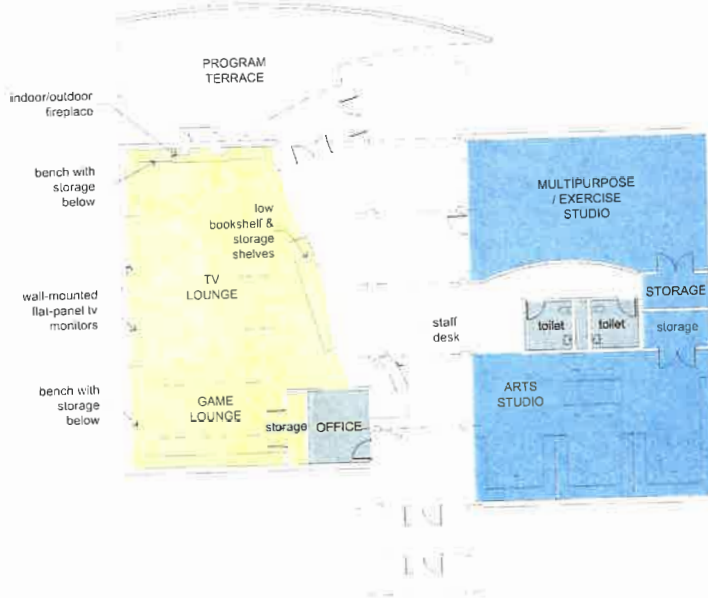 PROGRAM
TERRACE
indoor/outdoor
fireplace
bench with
storage
below
MULTIPURPOSE
/ EXERCISE
STUDIO
low
bookshelf &
storage
shelves
TV
LOUNGE
wall-mounted
flat-panel tv
monitors
STORAGE
staff
desk
toilet
toilet
storage
bench with
storage
below
GAME
LOUNGE
ARTS
STUDIO
storage
OFFICE